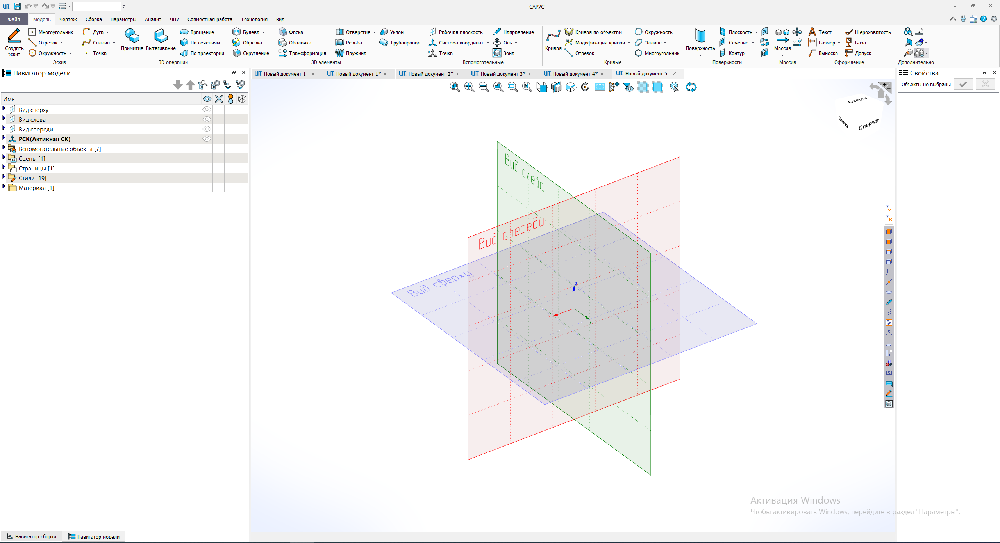 САРУС
Файл Модель Чертёж Сборка Параметры Анализ ЧПУ Совместная работа Технология Вид
Создать эскиз
Многоугольник
Отрезок
Окружность
Дуга
Сплайн
Точка
Эскиз
Примитив
Вытягивание
Вращение
По сечениям
По траектории
3D операции
Булева
Обрезка
Скругление
Фаска
Оболочка
Трансформация
Отверстие
Резьба
Пружина
Уклон
Трубопровод
3D элементы
Рабочая плоскость
Система координат
Точка
Направление
Ось
Зона
Вспомогательные
Кривая
Кривая по объектам
Модификация кривой
Отрезок
Окружность
Эллипс
Многоугольник
Кривые
Поверхность
Плоскость
Сечение
Контур
Поверхности
Массив
Массив
Текст
Размер
Выноска
Шероховатость
База
Допуск
Оформление
Дополнительно
Навигатор модели
Имя
Вид сверху
Вид слева
Вид спереди
РСК(Активная СК)
Вспомогательные объекты [7]
Сцены [1]
Страницы [1]
Стили [19]
Материал [1]
Навигатор сборки Навигатор модели
Новый документ 1 Новый документ 1* Новый документ 2* Новый документ 3* Новый документ 4* Новый документ 5
Сверху
Слева
Спереди
Вид слева
Вид спереди
Вид сверху
Z
Y
Свойства
Объекты не выбраны
Активация Windows
Чтобы активировать Windows, перейдите в раздел "Параметры".